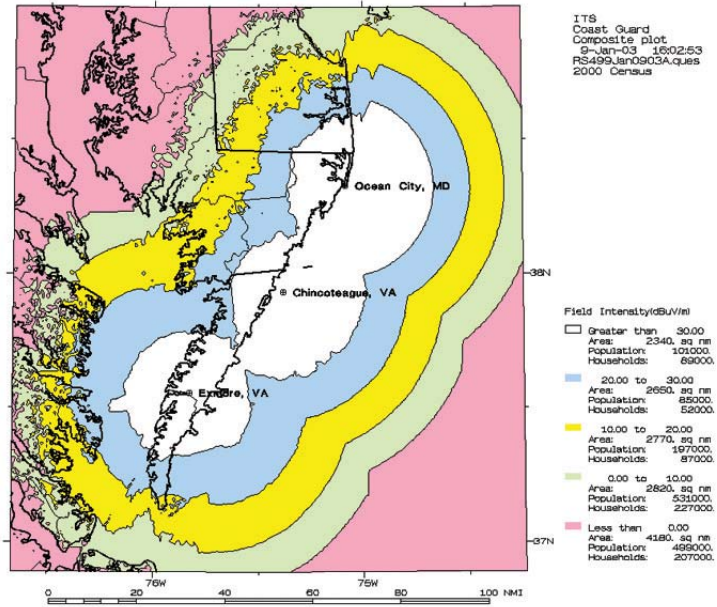 ITS
Coast Guard
Composite plot
9-Jan-03 16:02:53
RS499Jan0903A.ques
2000 Census
Ocean City, MD
38N
Chincoteague, VA
Exmore, VA
37N
76W
75W
0 20 40 60 80 100 NMI
Field Intensity(dBuV/m)
Greater than 30.00
Area: 2340. sq nm
Population: 101000.
Households: 89000.
20.00 to 30.00
Area: 2650. sq nm
Population: 85000.
Households: 52000.
10.00 to 20.00
Area: 2770. sq nm
Population: 197000.
Households: 87000.
0.00 to 10.00
Area: 2820. sq nm
Population: 531000.
Households: 227000.
Less than 0.00
Area: 4180. sq nm
Population: 499000.
Households: 207000.